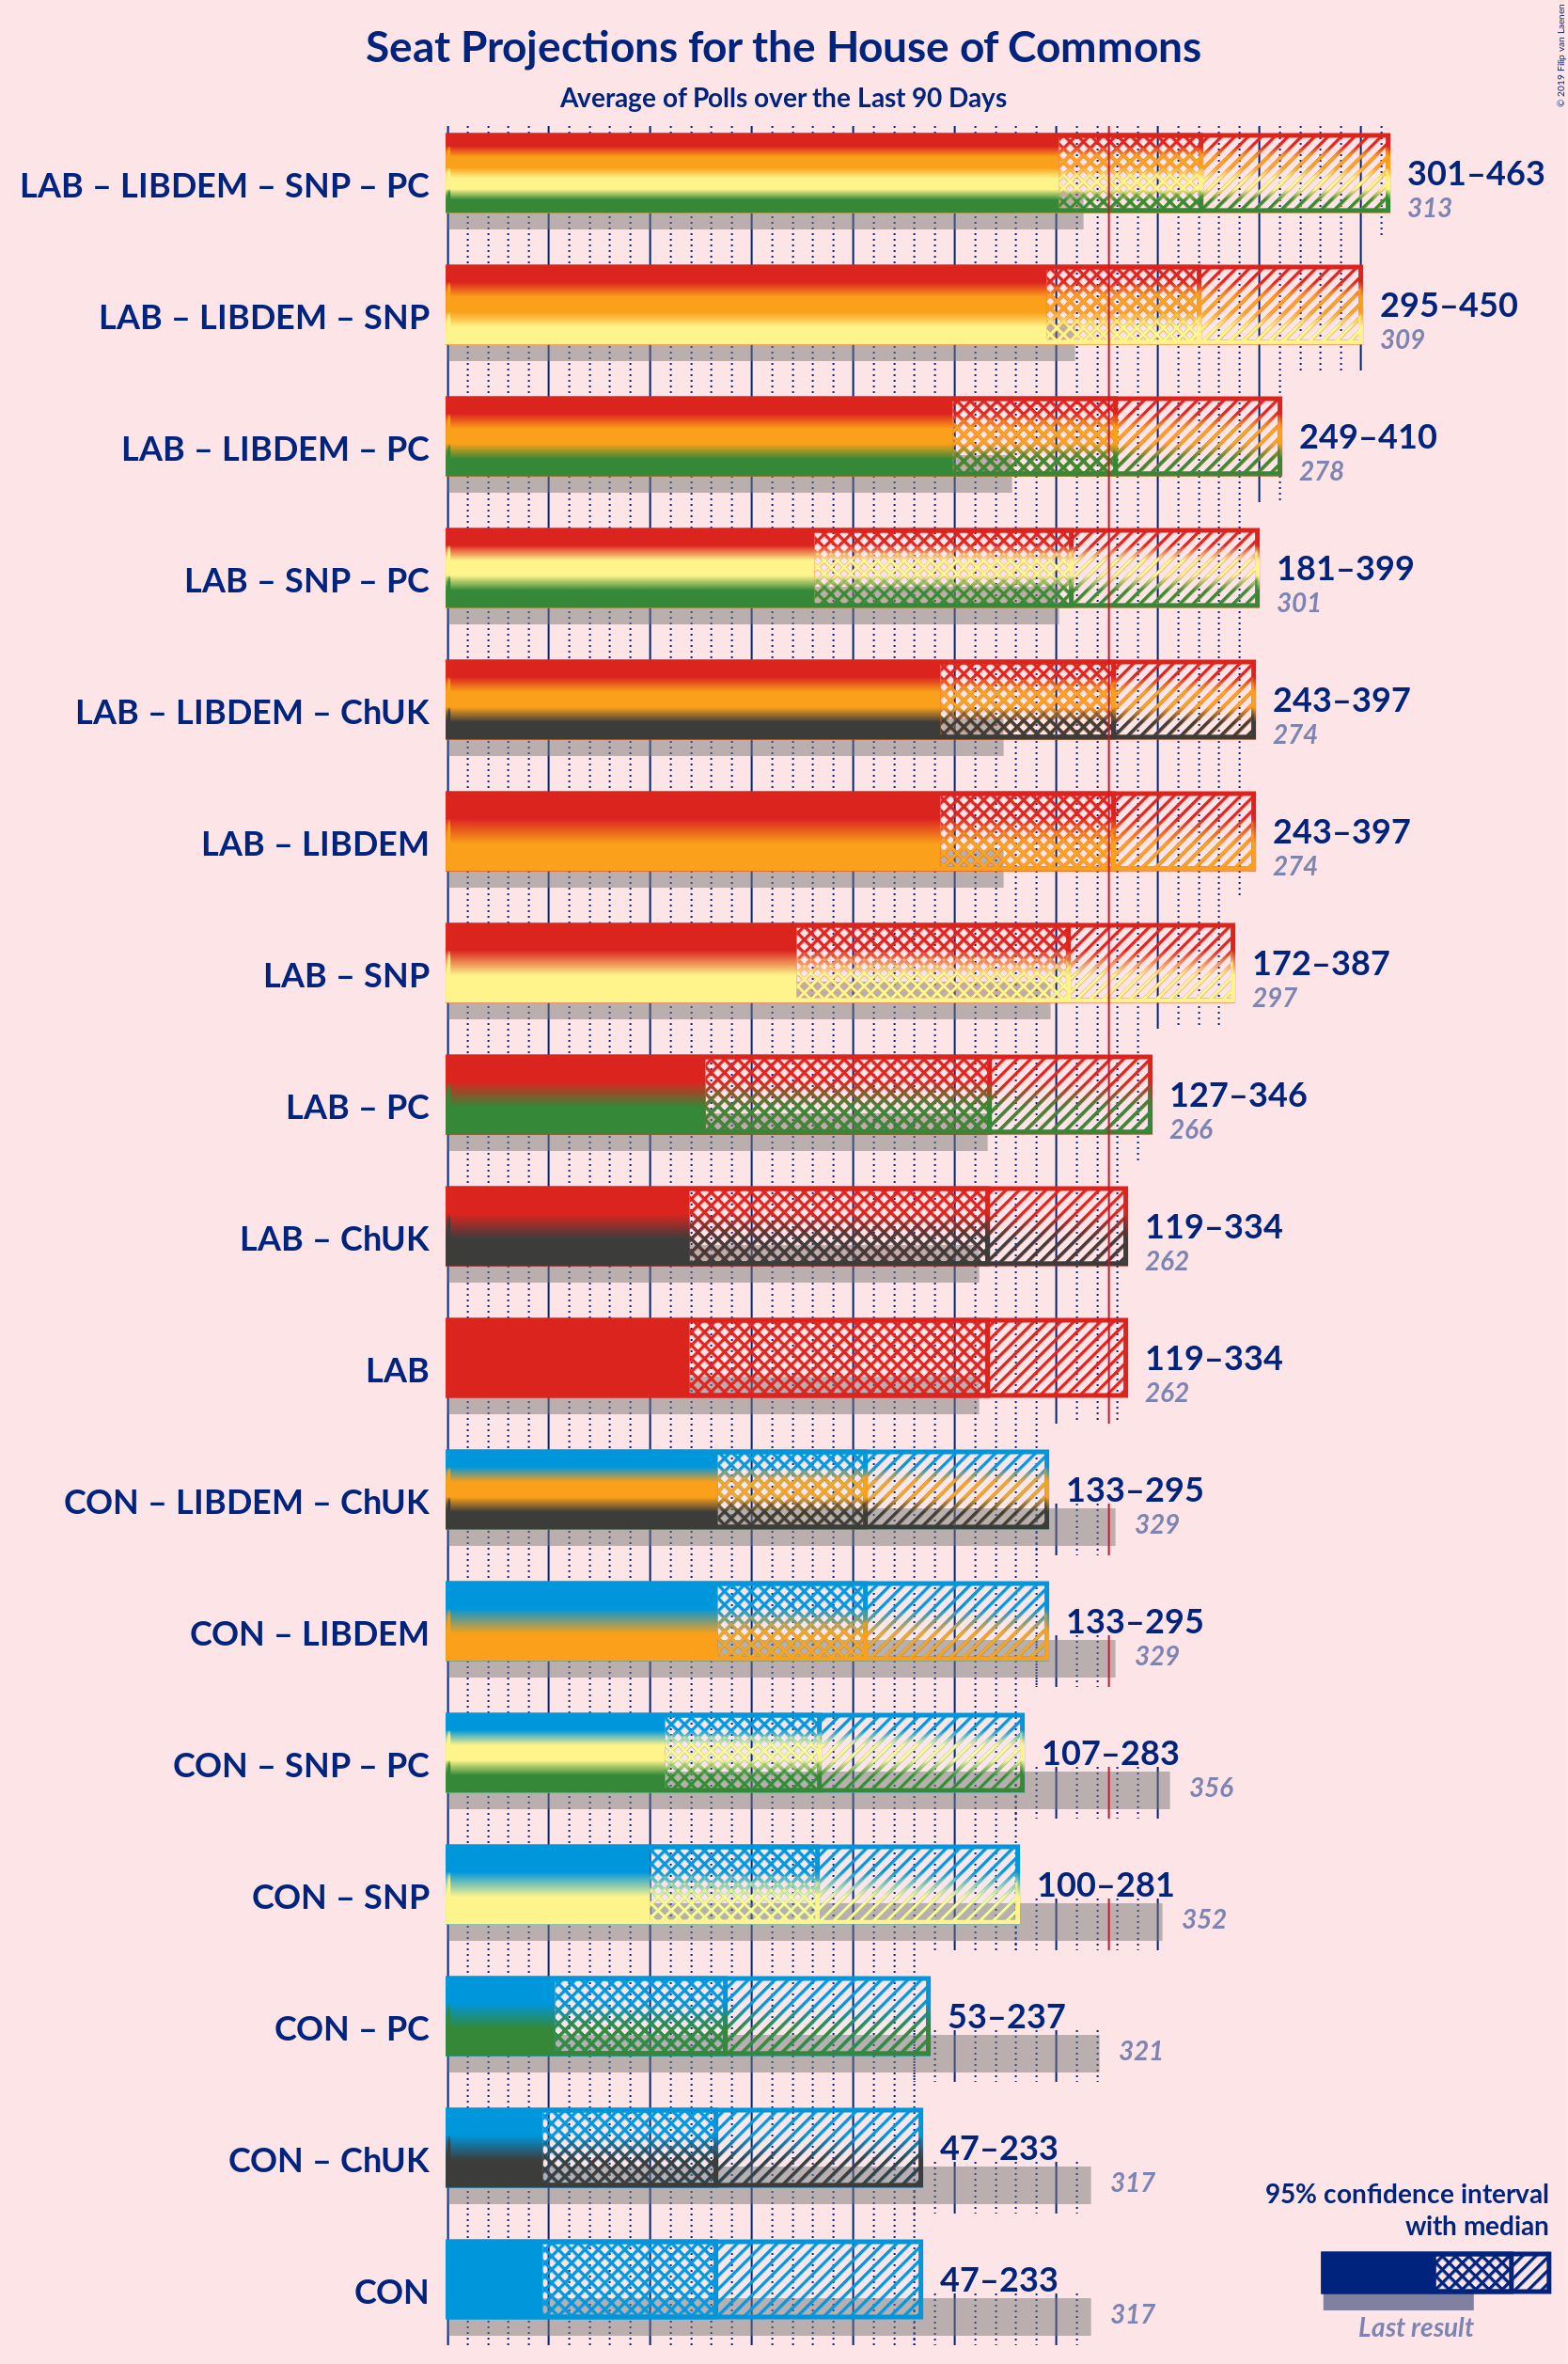 Seat Projections for the House of Commons
Average of Polls over the Last 90 Days
© 2019 Filip van Laenen
LAB – LIBDEM – SNP – PC
301–463
313
LAB – LIBDEM – SNP
295–450
309
LAB – LIBDEM – PC
249–410
278
LAB – SNP – PC
181–399
301
LAB – LIBDEM – ChUK
243–397
274
LAB – LIBDEM
243–397
274
LAB – SNP
172–387
297
LAB – PC
127–346
266
LAB – ChUK
119–334
262
LAB
119–334
262
CON – LIBDEM – ChUK
133–295
329
CON – LIBDEM
133–295
329
CON – SNP – PC
107–283
356
CON – SNP
100–281
352
CON – PC
53–237
321
CON – ChUK
47–233
317
CON
47–233
317
95% confidence interval
with median
Last result